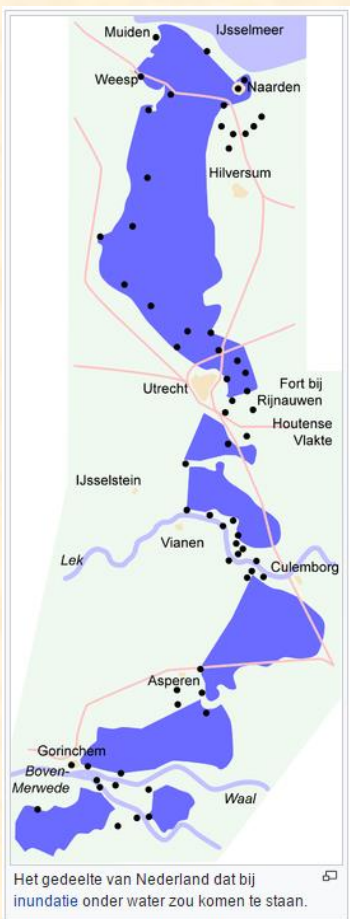 Muiden
IJsselmeer
Weesp
Naarden
Hilversum
Utrecht
Fort bij
Rijnauwen
Houtense
Vlakte
IJsselstein
Vianen
Lek
Culemborg
Asperen
Gorinchem
Boven-
Merwede
Waal
Het gedeelte van Nederland dat bij
inundatie onder water zou komen te staan.